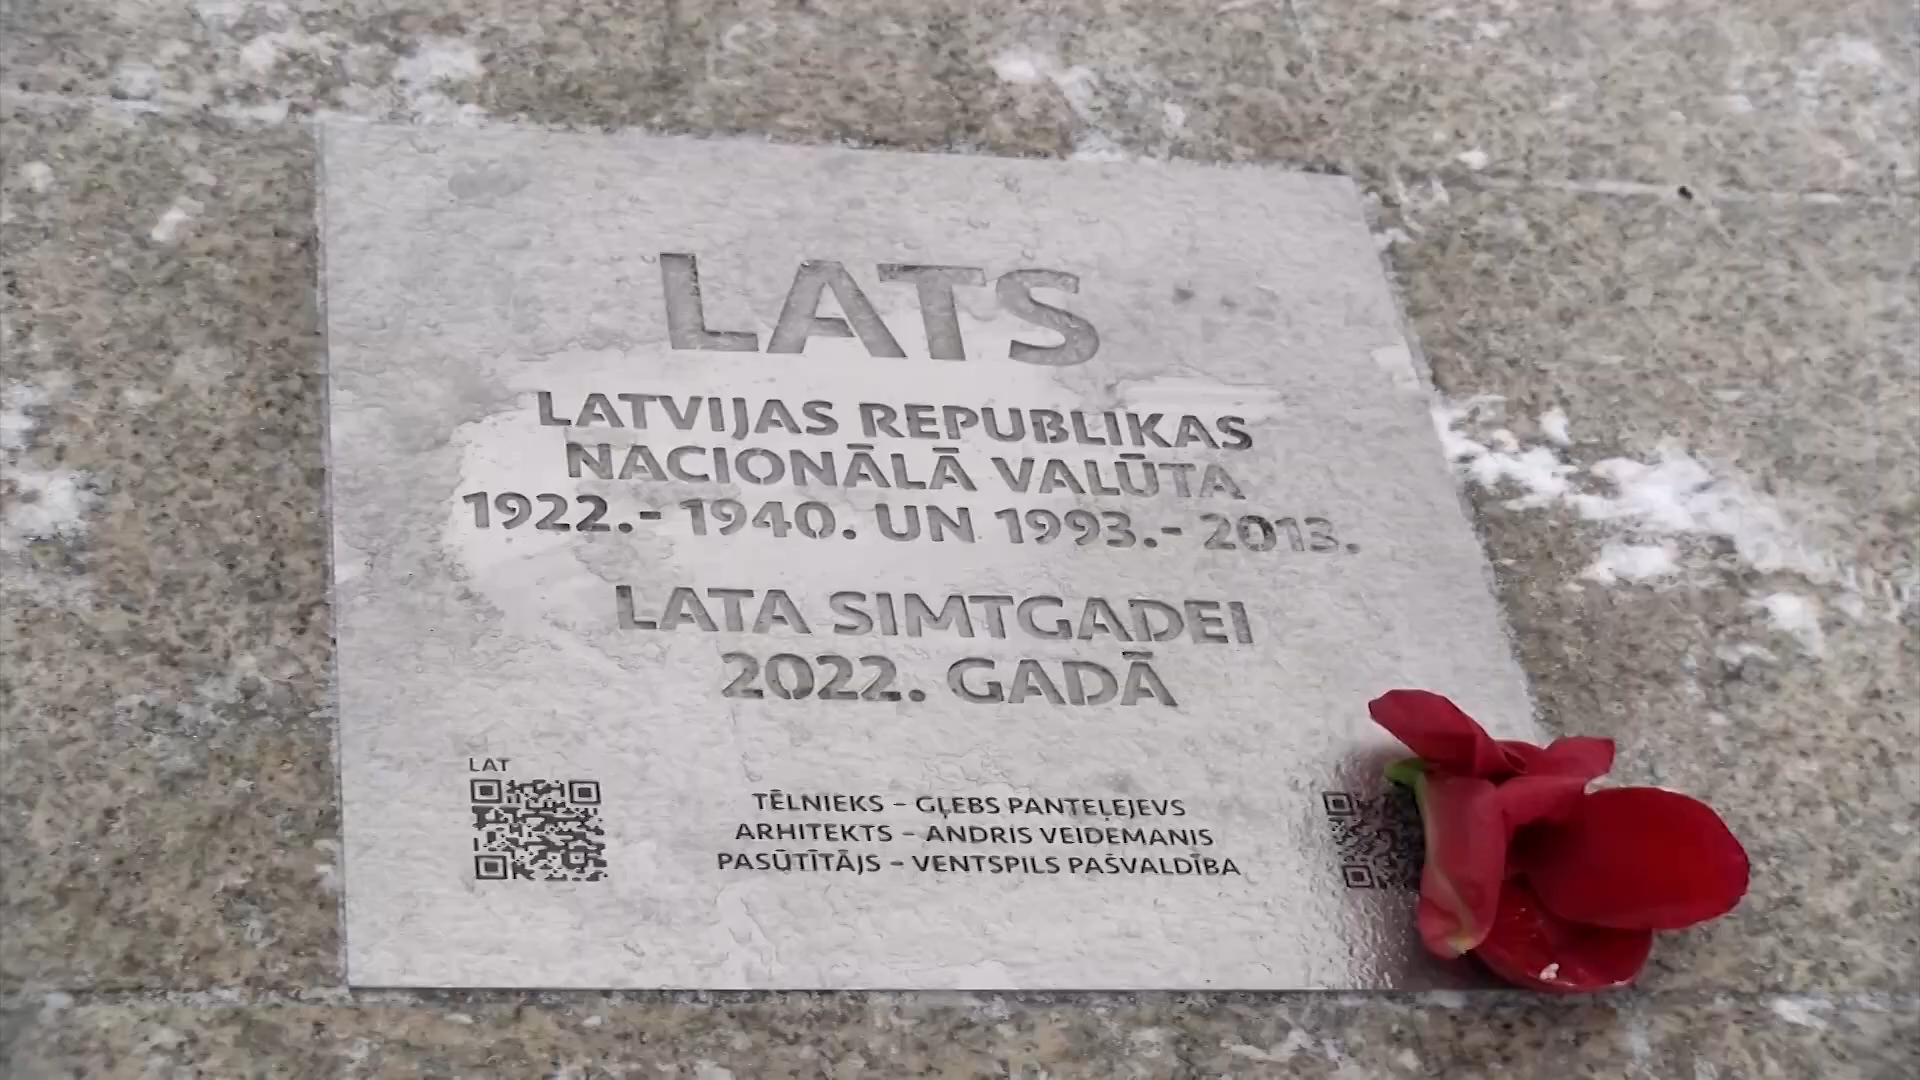 LATS
LATVIJAS REPUBLIKAS
NACIONĀLĀ VALŪTA
1922.- 1940. UN 1993.- 2013.
LATA SIMTGADEI
2022. GADĀ
LAT
TĒLNIEKS – GĻEBS PANTEĻEJEVS
ARHITEKTS – ANDRIS VEIDEMANIS
PASŪTĪTĀJS – VENTSPILS PAŠVALDĪBA